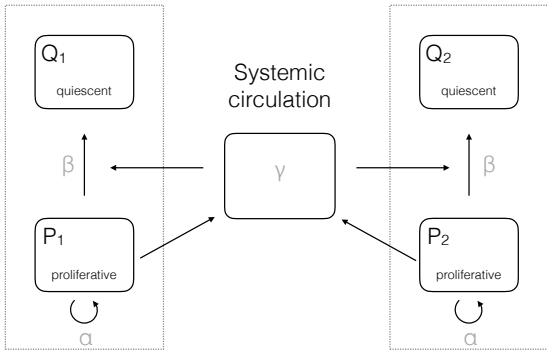 Q₁
quiescent
Systemic
circulation
Q₂
quiescent
β
γ
β
P₁
proliferative
P₂
proliferative
α
α